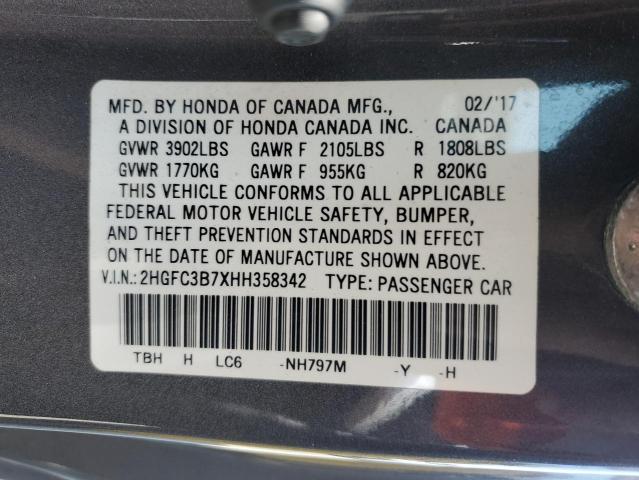 MFD. BY HONDA OF CANADA MFG., 02/'17
A DIVISION OF HONDA CANADA INC. CANADA
GVWR 3902LBS GAWR F 2105LBS R 1808LBS
GVWR 1770KG GAWR F 955KG R 820KG
THIS VEHICLE CONFORMS TO ALL APPLICABLE
FEDERAL MOTOR VEHICLE SAFETY, BUMPER,
AND THEFT PREVENTION STANDARDS IN EFFECT
ON THE DATE OF MANUFACTURE SHOWN ABOVE.
V.I.N.: 2HGFC3B7XHH358342 TYPE: PASSENGER CAR
TBH H LC6 -NH797M -Y -H